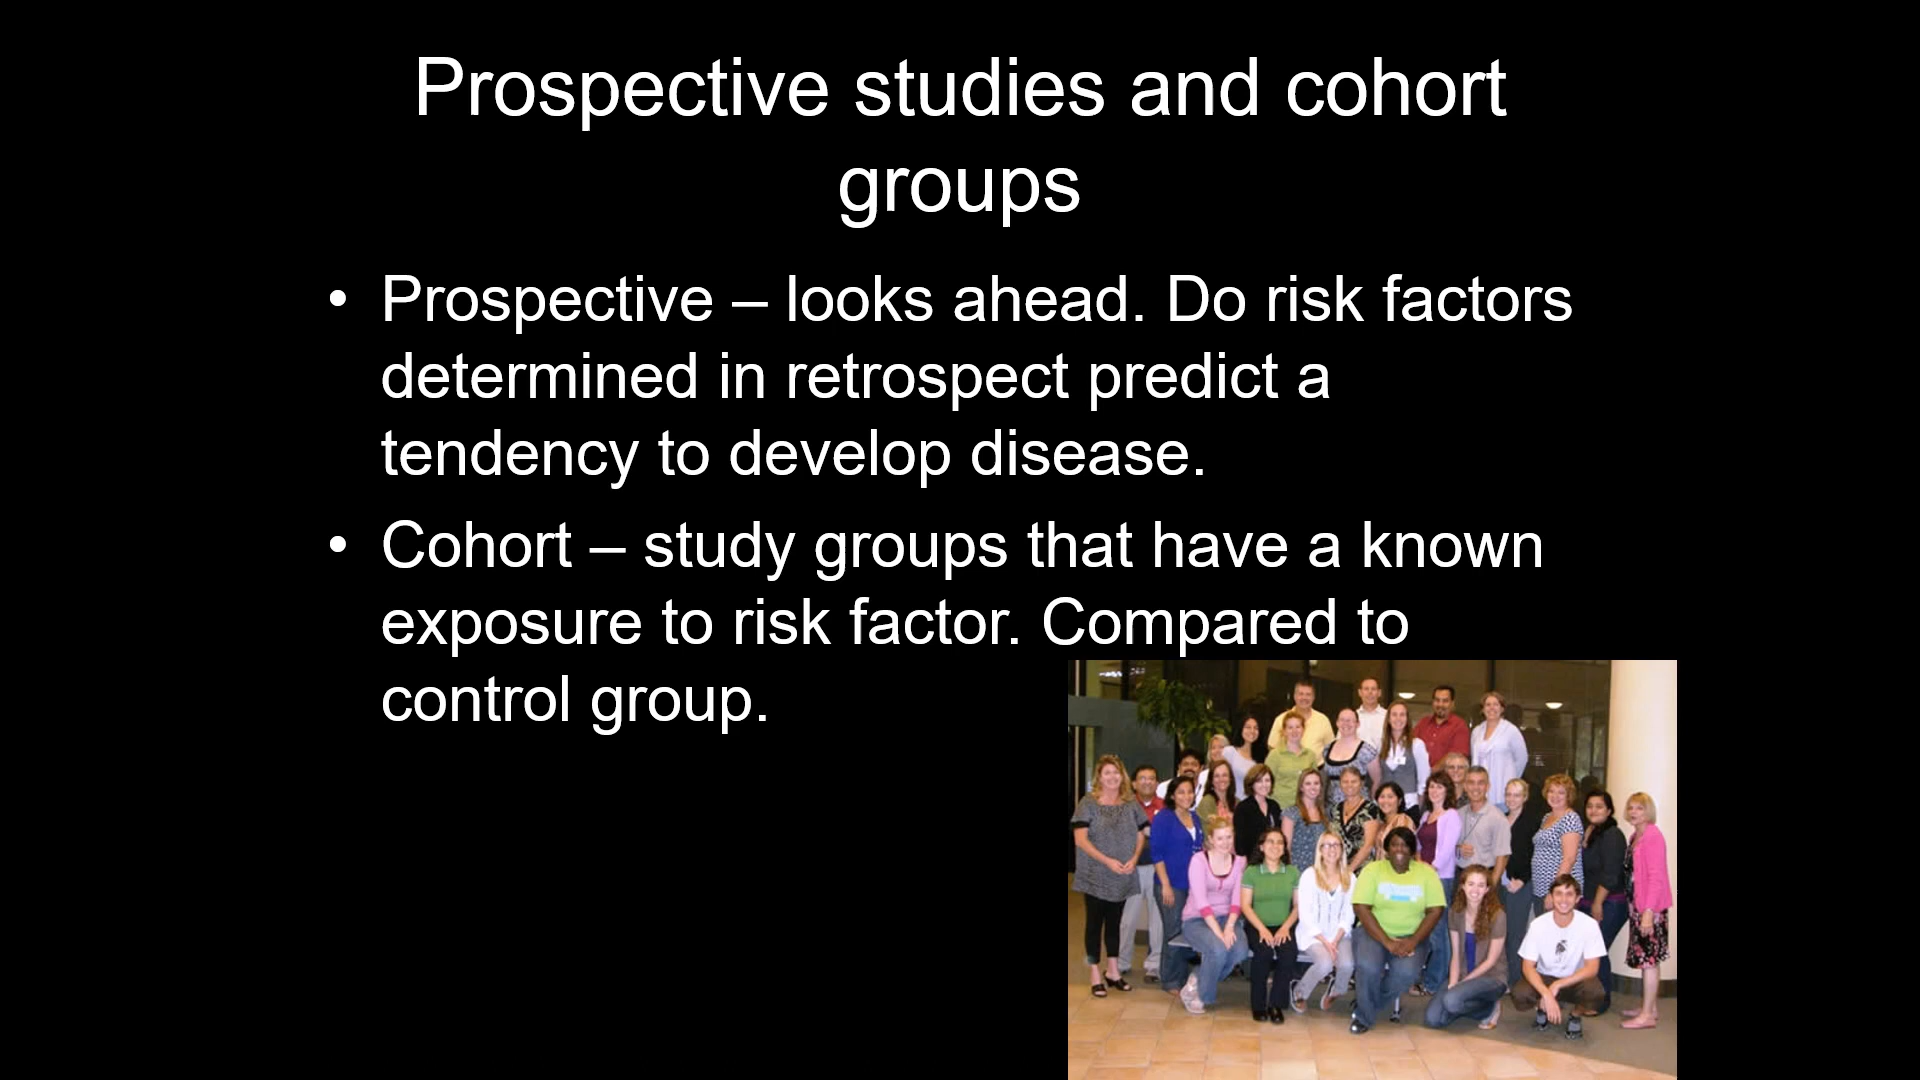 Prospective studies and cohort
groups
• Prospective – looks ahead. Do risk factors
determined in retrospect predict a
tendency to develop disease.
• Cohort – study groups that have a known
exposure to risk factor. Compared to
control group.